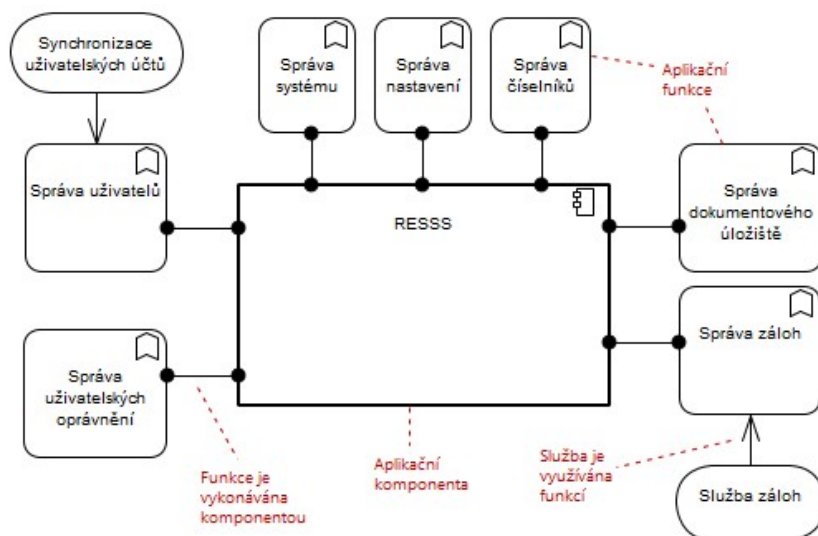 Synchronizace
uživatelských účtů
Správa
systému
Správa
nastavení
Správa
číselníků
Aplikační
funkce
Správa uživatelů
Správa
dokumentového
úložiště
RESSS
Správa
uživatelských
oprávnění
Správa záloh
Funkce je
vykonávána
komponentou
Aplikační
komponenta
Služba je
využívána
funkcí
Služba záloh